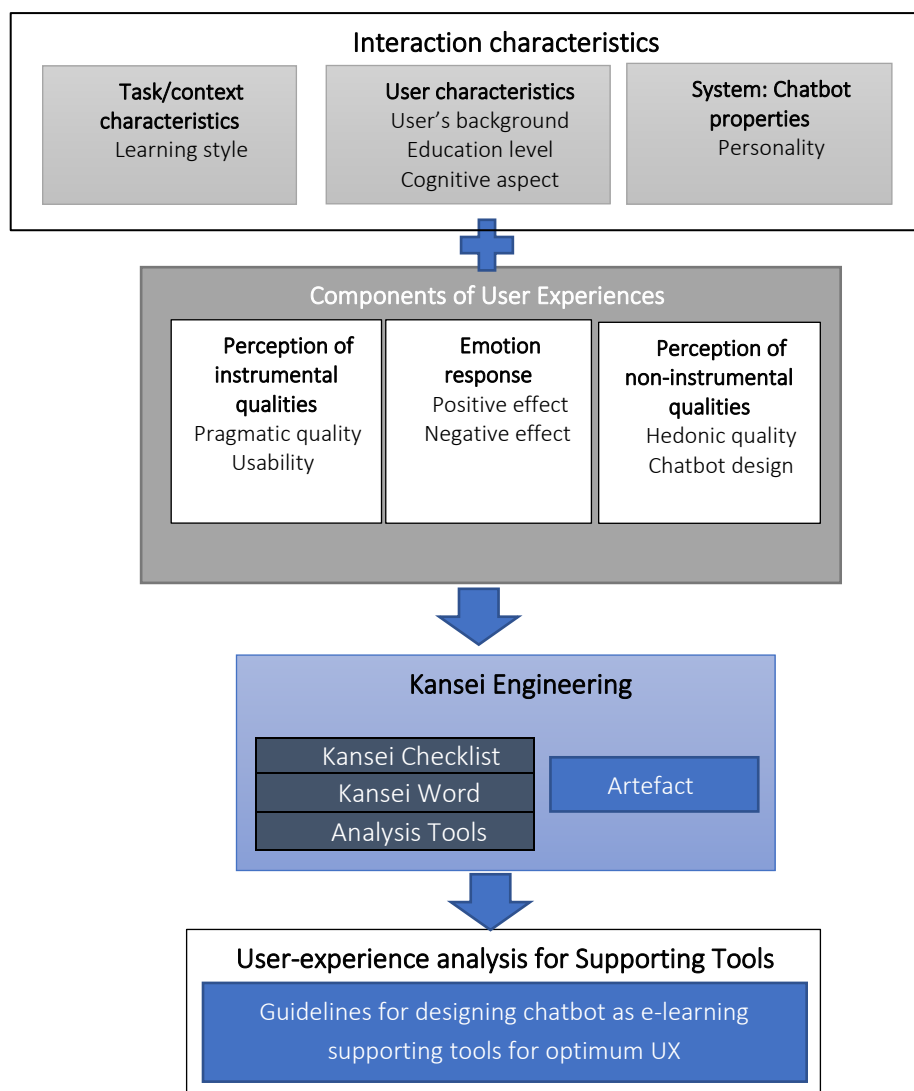 Interaction characteristics
Task/context
characteristics
Learning style
User characteristics
User's background
Education level
Cognitive aspect
System: Chatbot
properties
Personality
Components of User Experiences
Perception of
instrumental
qualities
Pragmatic quality
Usability
Emotion
response
Positive effect
Negative effect
Perception of
non-instrumental
qualities
Hedonic quality
Chatbot design
Kansei Engineering
Kansei Checklist
Kansei Word
Analysis Tools
Artefact
User-experience analysis for Supporting Tools
Guidelines for designing chatbot as e-learning
supporting tools for optimum UX